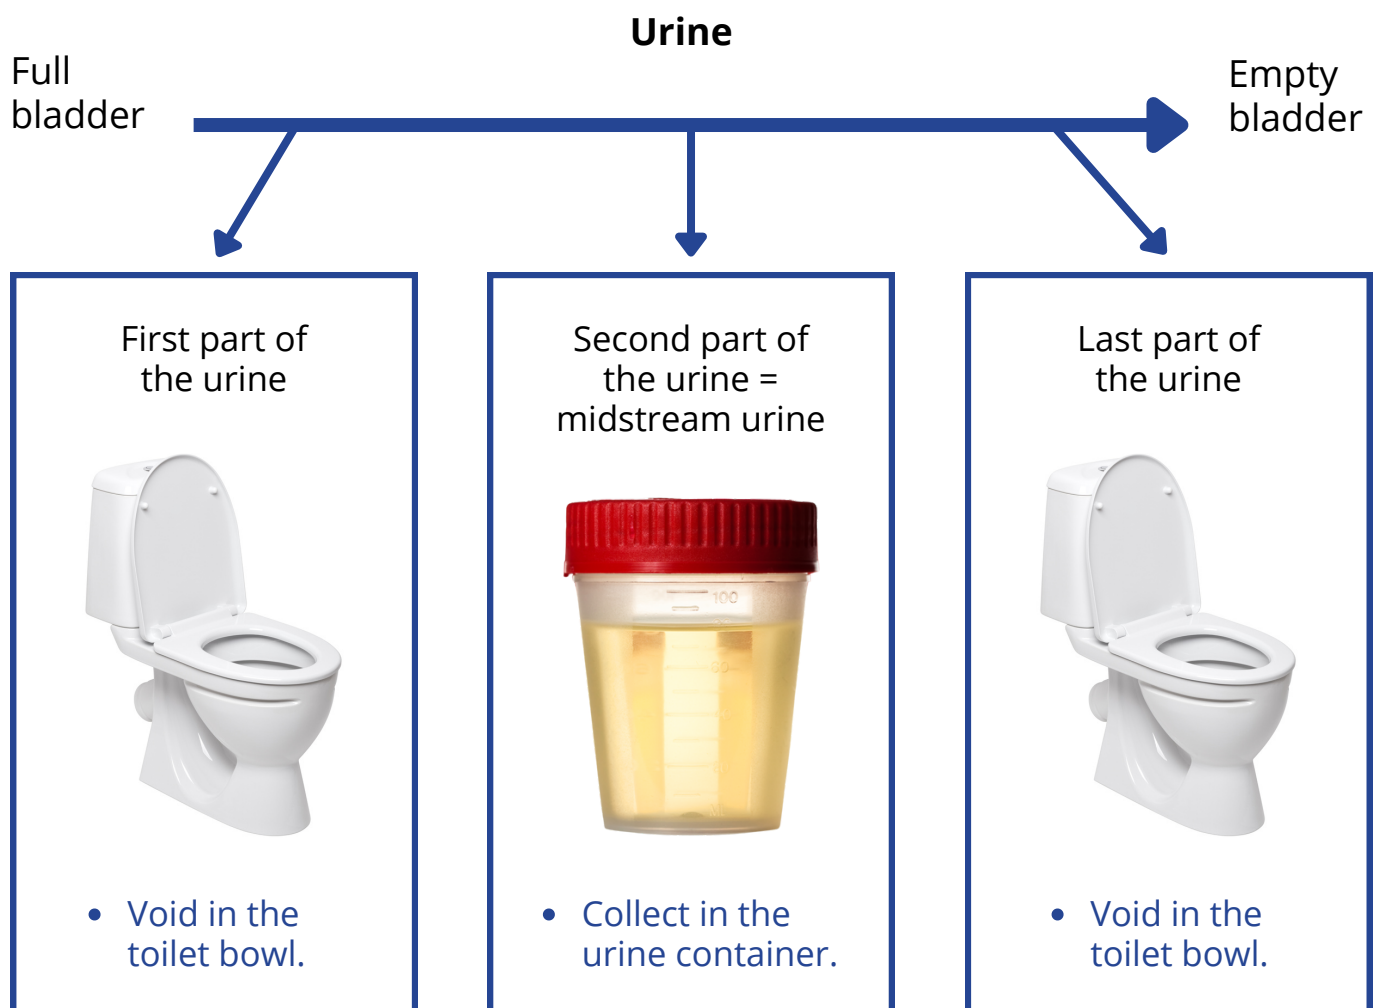 Urine
Full
bladder
Empty
bladder
First part of
the urine
Second part of
the urine =
midstream urine
Last part of
the urine
100
• Void in the
toilet bowl.
• Collect in the
urine container.
• Void in the
toilet bowl.